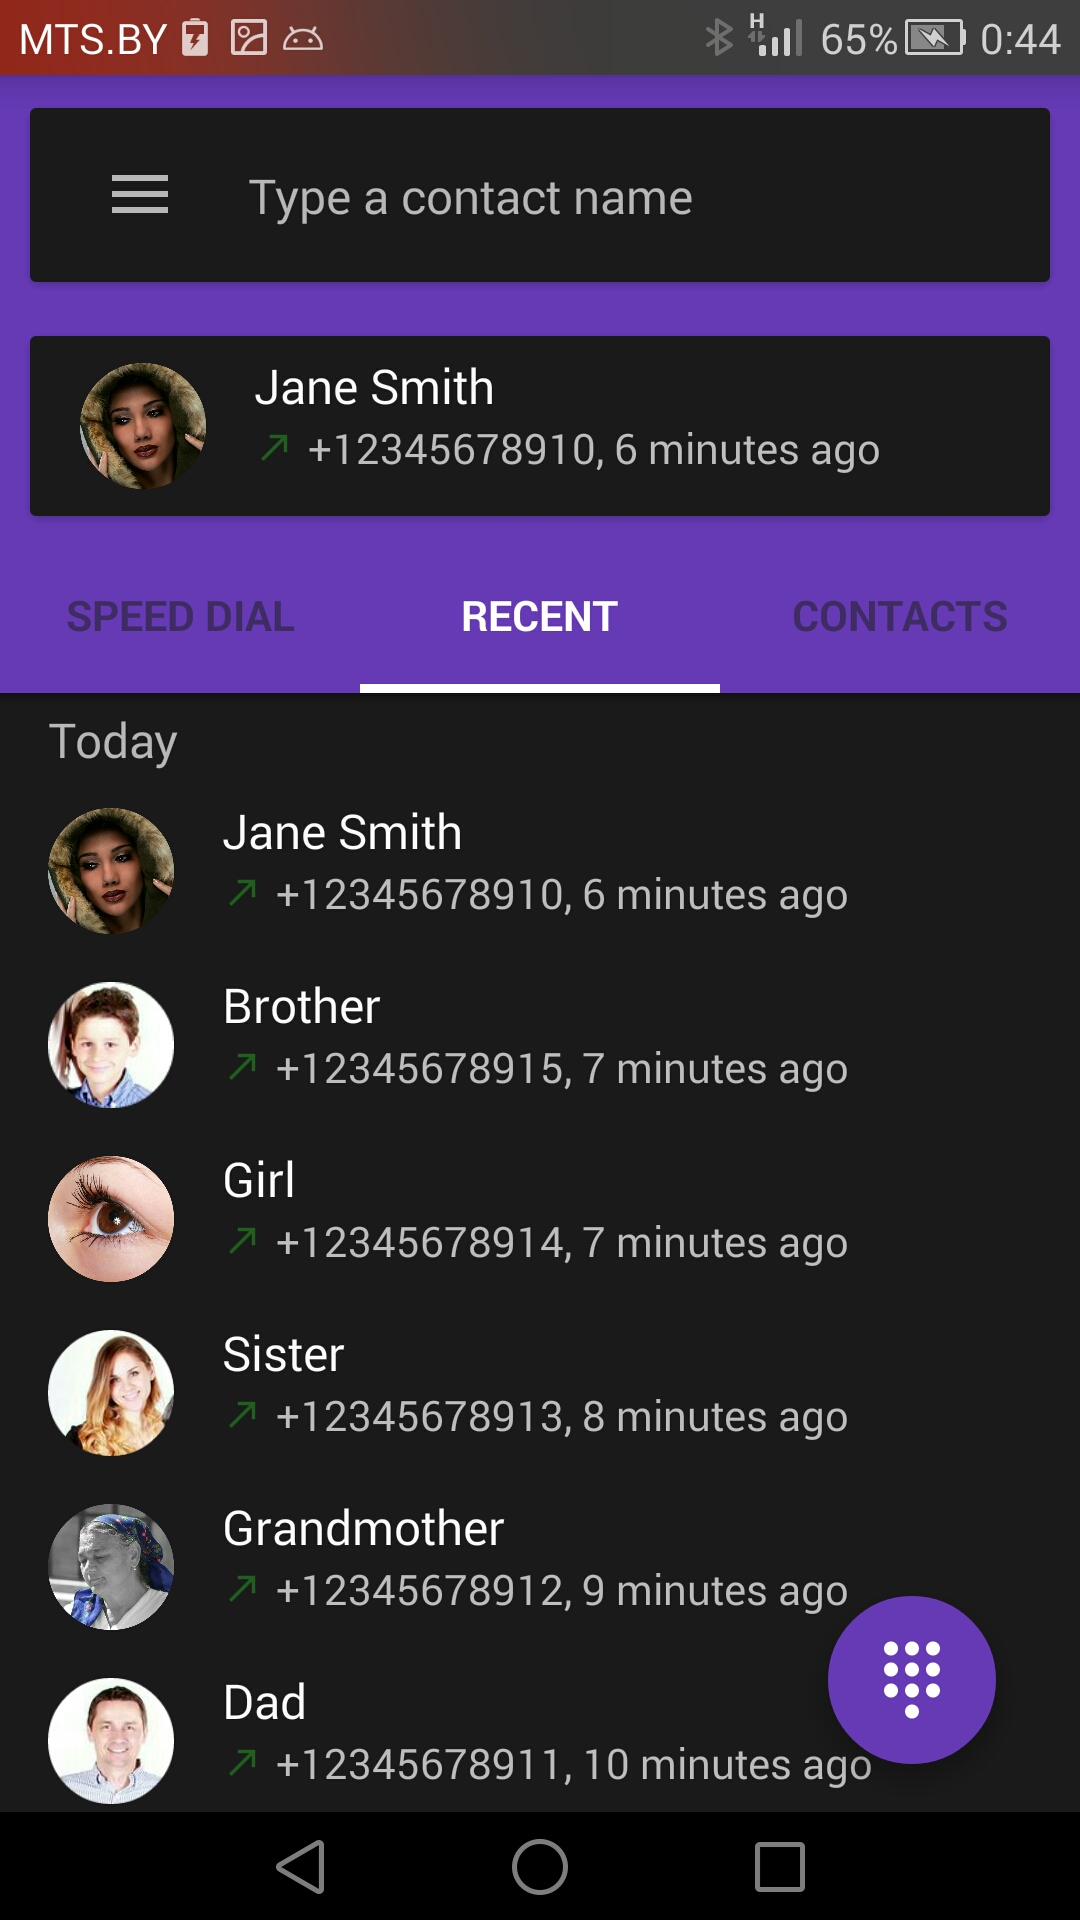 MTS.BY H 65% 0:44
Type a contact name
Jane Smith
+12345678910, 6 minutes ago
SPEED DIAL RECENT CONTACTS
Today
Jane Smith
+12345678910, 6 minutes ago
Brother
+12345678915, 7 minutes ago
Girl
+12345678914, 7 minutes ago
Sister
+12345678913, 8 minutes ago
Grandmother
+12345678912, 9 minutes ago
Dad
+12345678911, 10 minutes ago